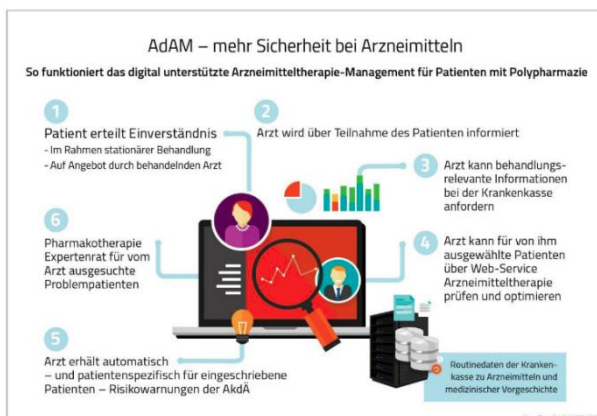 AdAM – mehr Sicherheit bei Arzneimitteln
So funktioniert das digital unterstützte Arzneimitteltherapie-Management für Patienten mit Polypharmazie
1
Patient erteilt Einverständnis
- Im Rahmen stationärer Behandlung
- Auf Angebot durch behandelnden Arzt
2
Arzt wird über Teilnahme des Patienten informiert
3
Arzt kann behandlungs-
relevante Informationen
bei der Krankenkasse
anfordern
4
Arzt kann für von ihm
ausgewählte Patienten
über Web-Service
Arzneimitteltherapie
prüfen und optimieren
5
Arzt erhält automatisch
– und patientenspezifisch für eingeschriebene
Patienten – Risikowarnungen der AkdÄ
6
Pharmakotherapie
Expertenrat für vom
Arzt ausgesuchte
Problempatienten
Routinedaten der Kranken-
kasse zu Arzneimitteln und
medizinischer Vorgeschichte